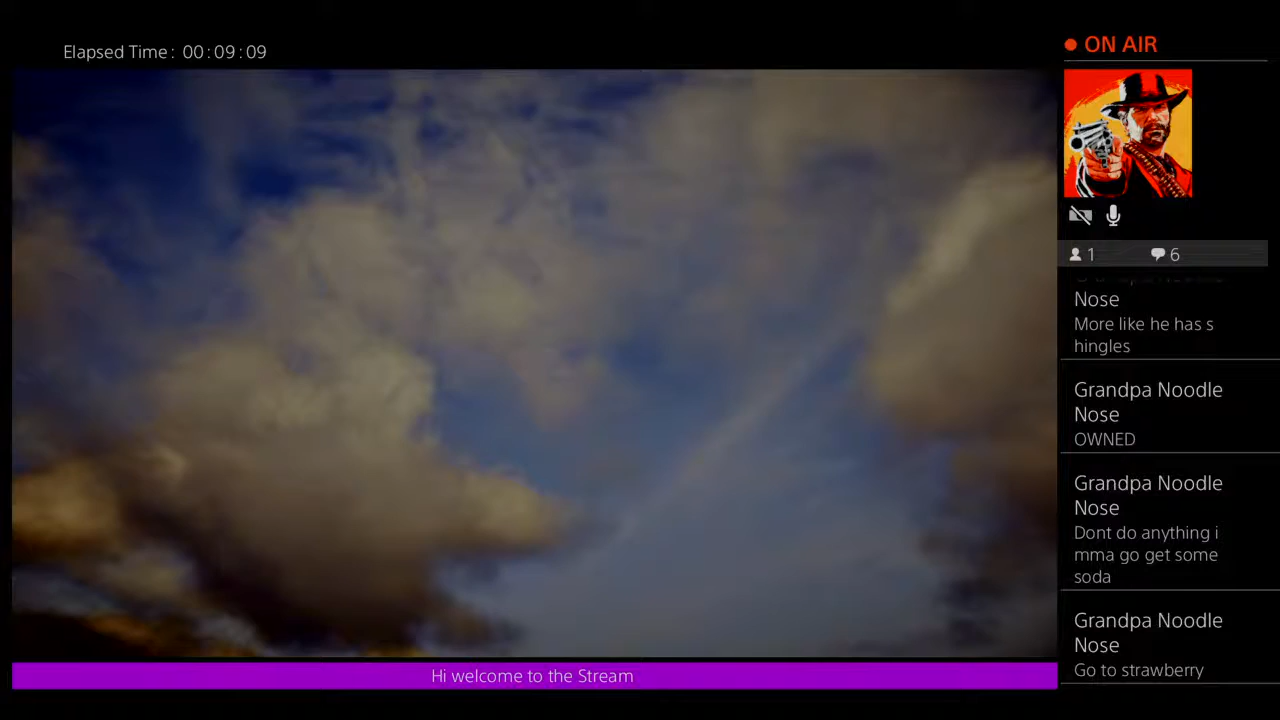 Elapsed Time: 00:09:09
ON AIR
1
6
Nose
More like he has s
hingles
Grandpa Noodle
Nose
OWNED
Grandpa Noodle
Nose
Dont do anything i
mma go get some
soda
Grandpa Noodle
Nose
Go to strawberry
Hi welcome to the Stream